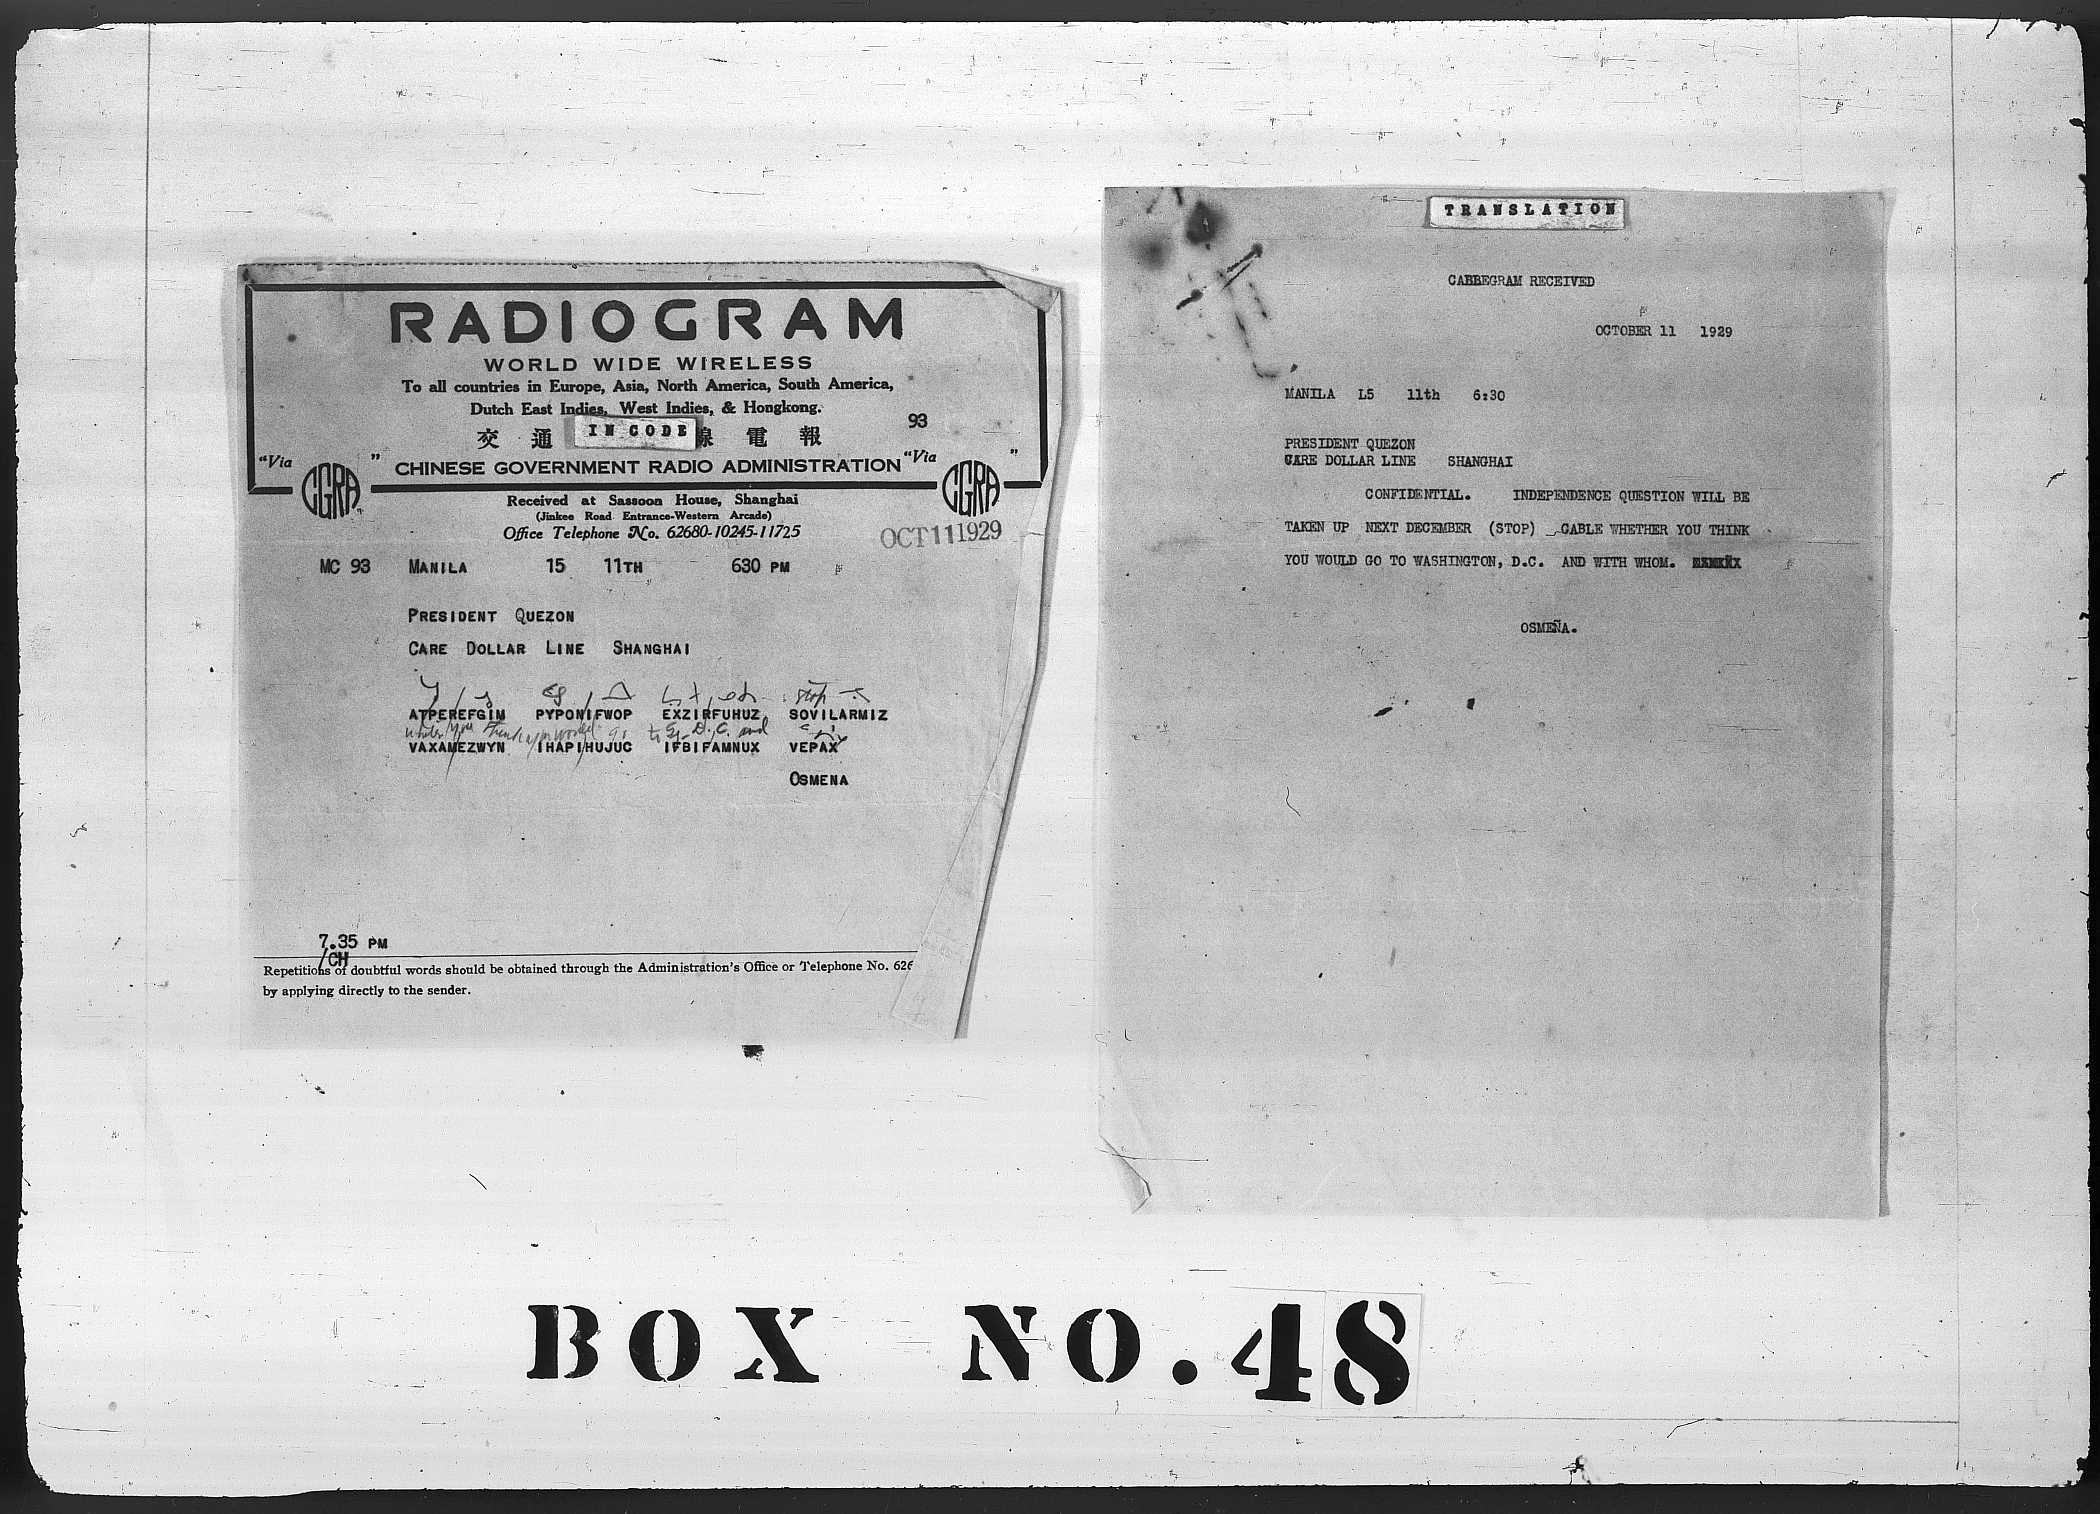 RADIOGRAM
WORLD WIDE WIRELESS
To all countries in Europe, Asia, North America, South America,
Dutch East Indies, West Indies, & Hongkong.
93
交 通 IN CODE 線 電 報
"Via CGRA" CHINESE GOVERNMENT RADIO ADMINISTRATION "Via CGRA"
Received at Sassoon House, Shanghai
(Jinkee Road Entrance-Western Arcade)
Office Telephone No. 62680-10245-11725
OCT 11 1929
MC 93 MANILA 15 11TH 630 PM
PRESIDENT QUEZON
CARE DOLLAR LINE SHANGHAI
stop
ATPEREFGIM PYPONIFWOP EXZIRFUHUZ SOVILARMIZ
you think would go to D.C. and
VAXAMEZWYN IHAPIHUJUC IFBIFAMNUX VEPAX
OSMENA
7.35 PM
/CH
Repetitions of doubtful words should be obtained through the Administration's Office or Telephone No. 626
by applying directly to the sender.
TRANSLATION
CABBEGRAM RECEIVED
OCTOBER 11 1929
MANILA L5 11th 6:30
PRESIDENT QUEZON
CARE DOLLAR LINE SHANGHAI
CONFIDENTIAL. INDEPENDENCE QUESTION WILL BE
TAKEN UP NEXT DECEMBER (STOP) CABLE WHETHER YOU THINK
YOU WOULD GO TO WASHINGTON, D.C. AND WITH WHOM.
OSMEÑA.
BOX NO. 48